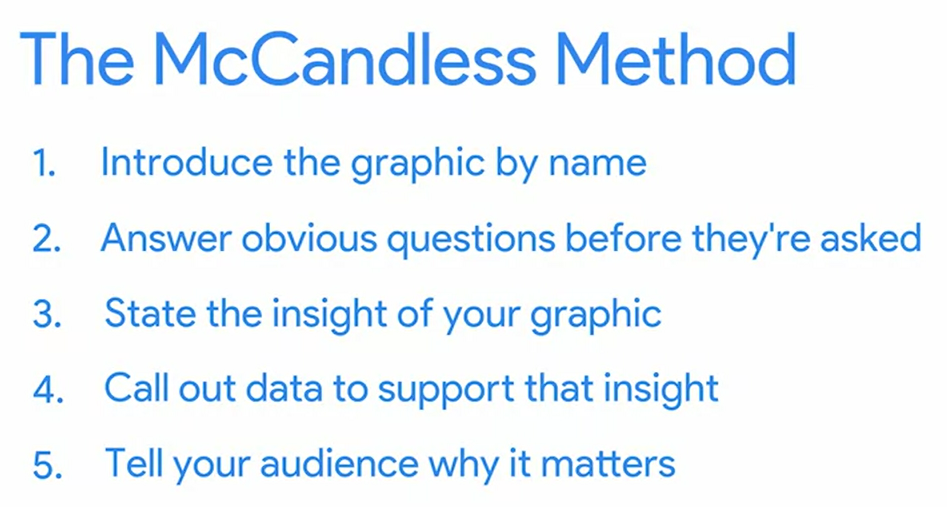 The McCandless Method
1. Introduce the graphic by name
2. Answer obvious questions before they're asked
3. State the insight of your graphic
4. Call out data to support that insight
5. Tell your audience why it matters